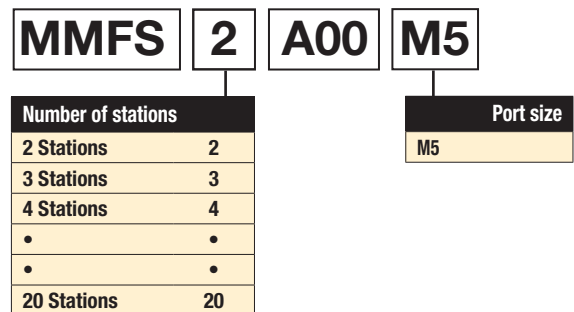 MMFS 2 A00 M5
Number of stations
2 Stations 2
3 Stations 3
4 Stations 4
• •
• •
20 Stations 20
Port size
M5